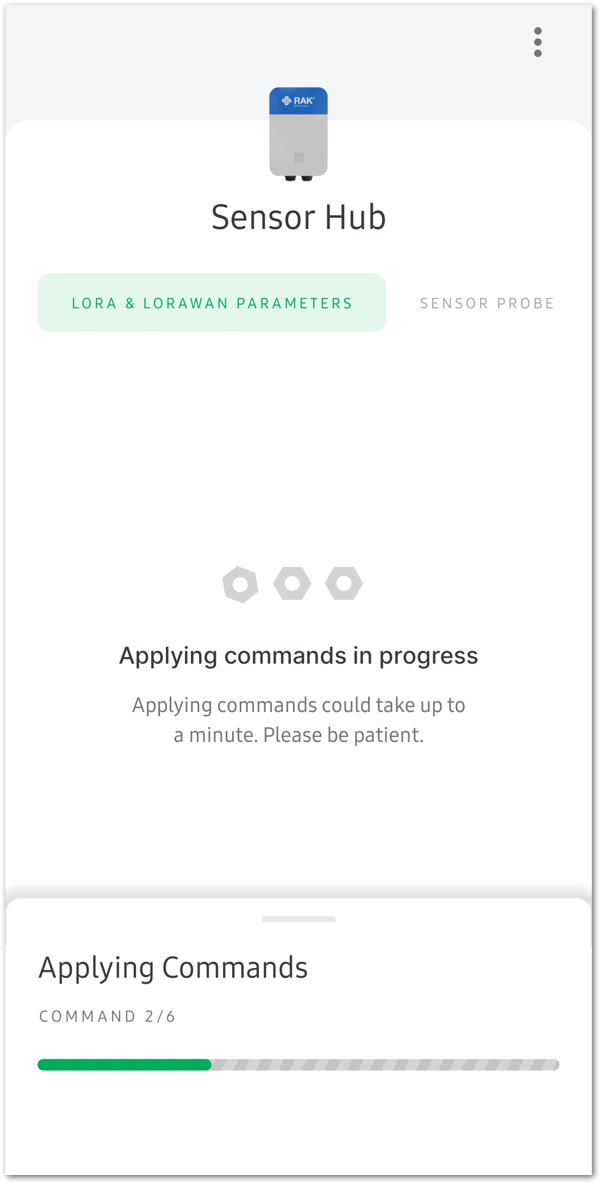 RAK
Sensor Hub
LORA & LORAWAN PARAMETERS
SENSOR PROBE
Applying commands in progress
Applying commands could take up to
a minute. Please be patient.
Applying Commands
COMMAND 2/6